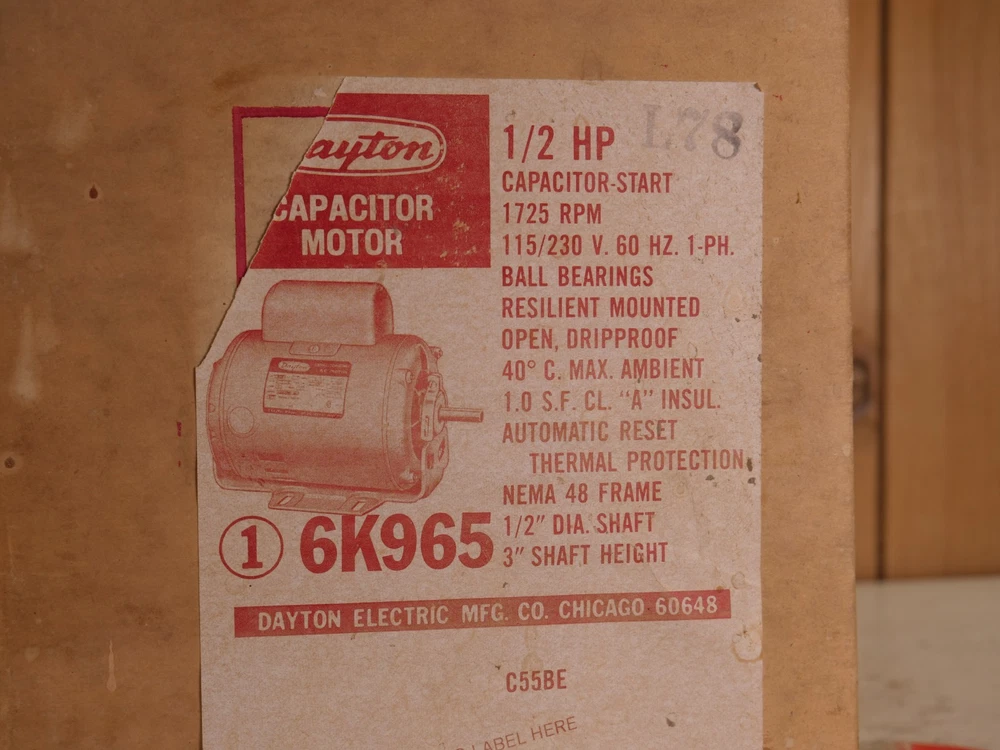 ayton
CAPACITOR
MOTOR
L78
1/2 HP
CAPACITOR-START
1725 RPM
115/230 V. 60 HZ. 1-PH.
BALL BEARINGS
RESILIENT MOUNTED
OPEN, DRIPPROOF
40° C. MAX. AMBIENT
1.0 S.F. CL. “A” INSUL.
AUTOMATIC RESET
THERMAL PROTECTION
NEMA 48 FRAME
1/2″ DIA. SHAFT
3″ SHAFT HEIGHT
1 6K965
DAYTON ELECTRIC MFG. CO. CHICAGO 60648
C55BE
LABEL HERE